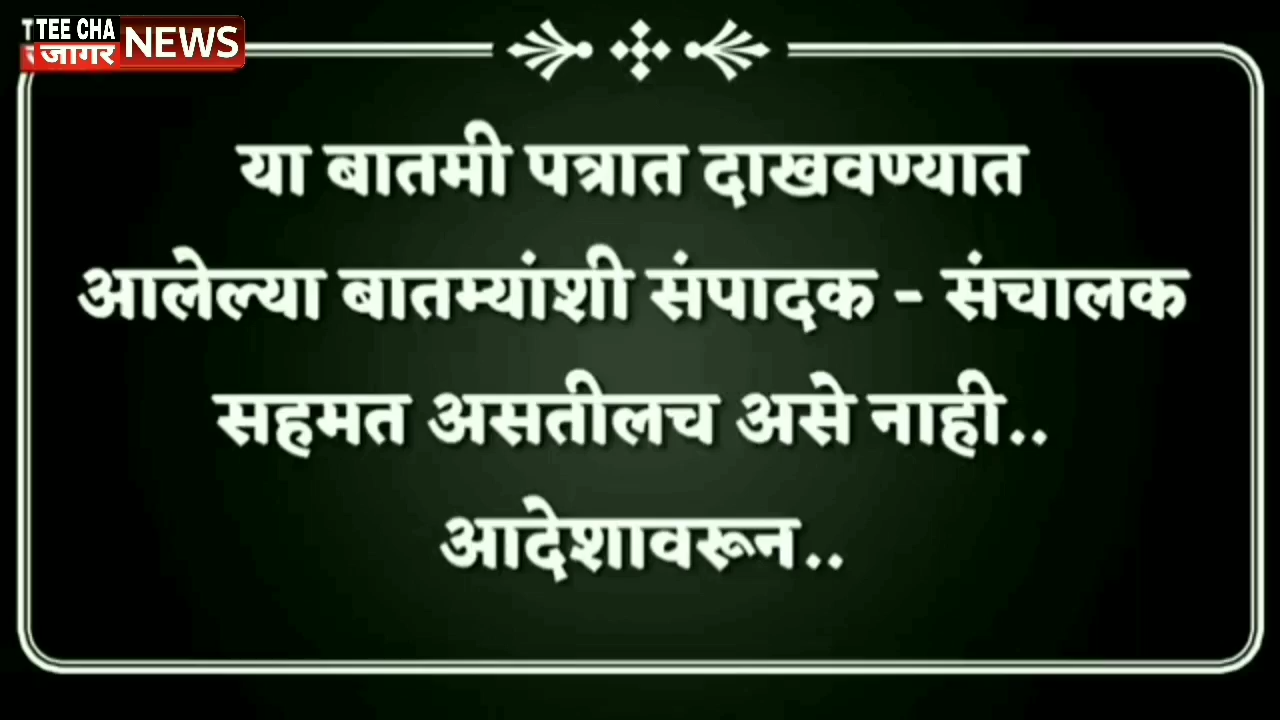 TEE CHA
जागर NEWS
या बातमी पत्रात दाखवण्यात
आलेल्या बातम्यांशी संपादक - संचालक
सहमत असतीलच असे नाही..
आदेशावरून..